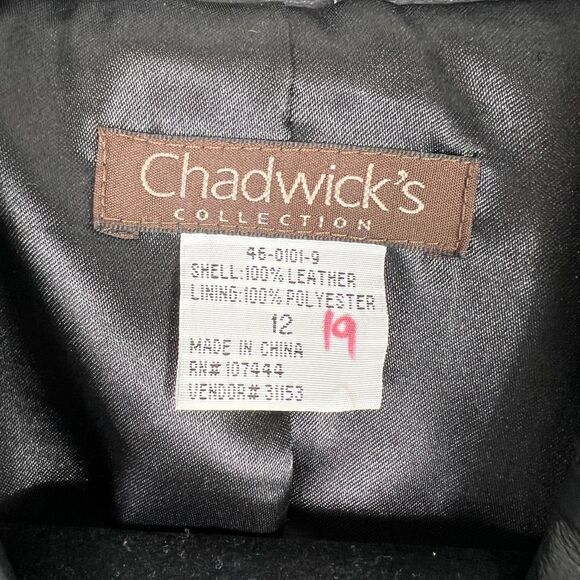 Chadwick's
COLLECTION
46-0101-9
SHELL:100% LEATHER
LINING:100% POLYESTER
12 19
MADE IN CHINA
RN# 107444
VENDOR# 31153